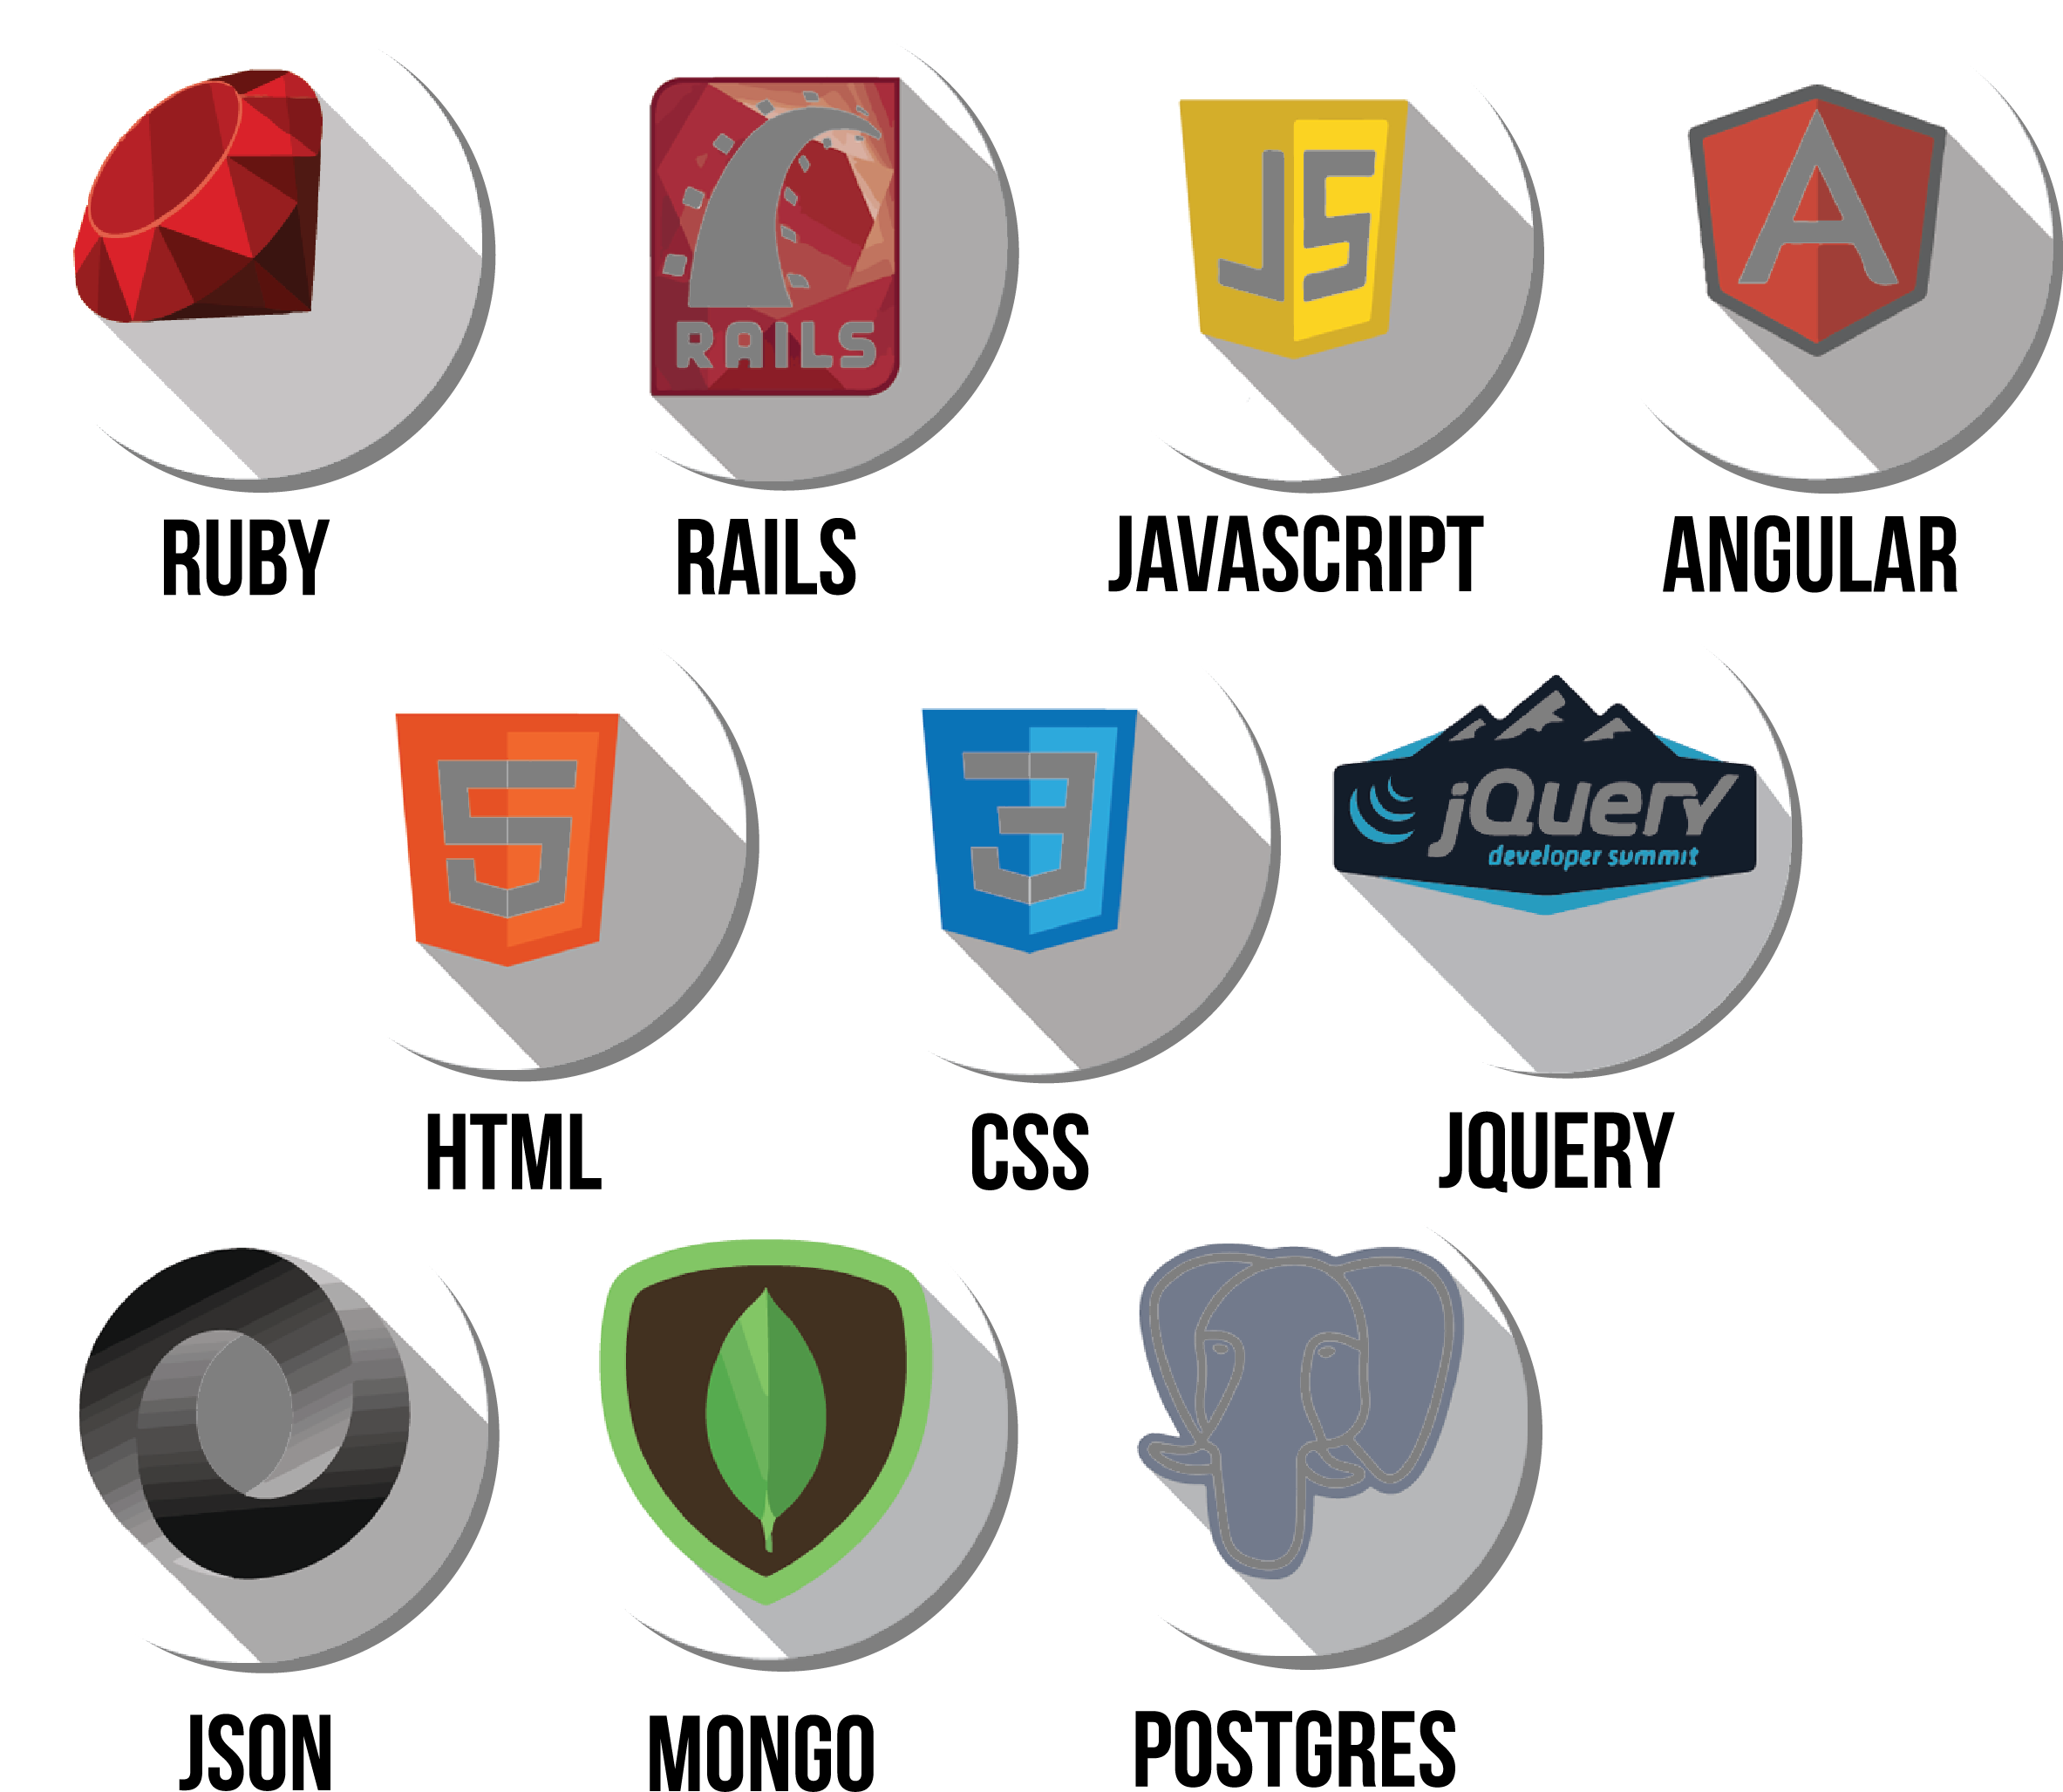 RAILS
JS
A
RUBY
RAILS
JAVASCRIPT
ANGULAR
5
3
jQuery
developer summit
HTML
CSS
JQUERY
JSON
MONGO
POSTGRES